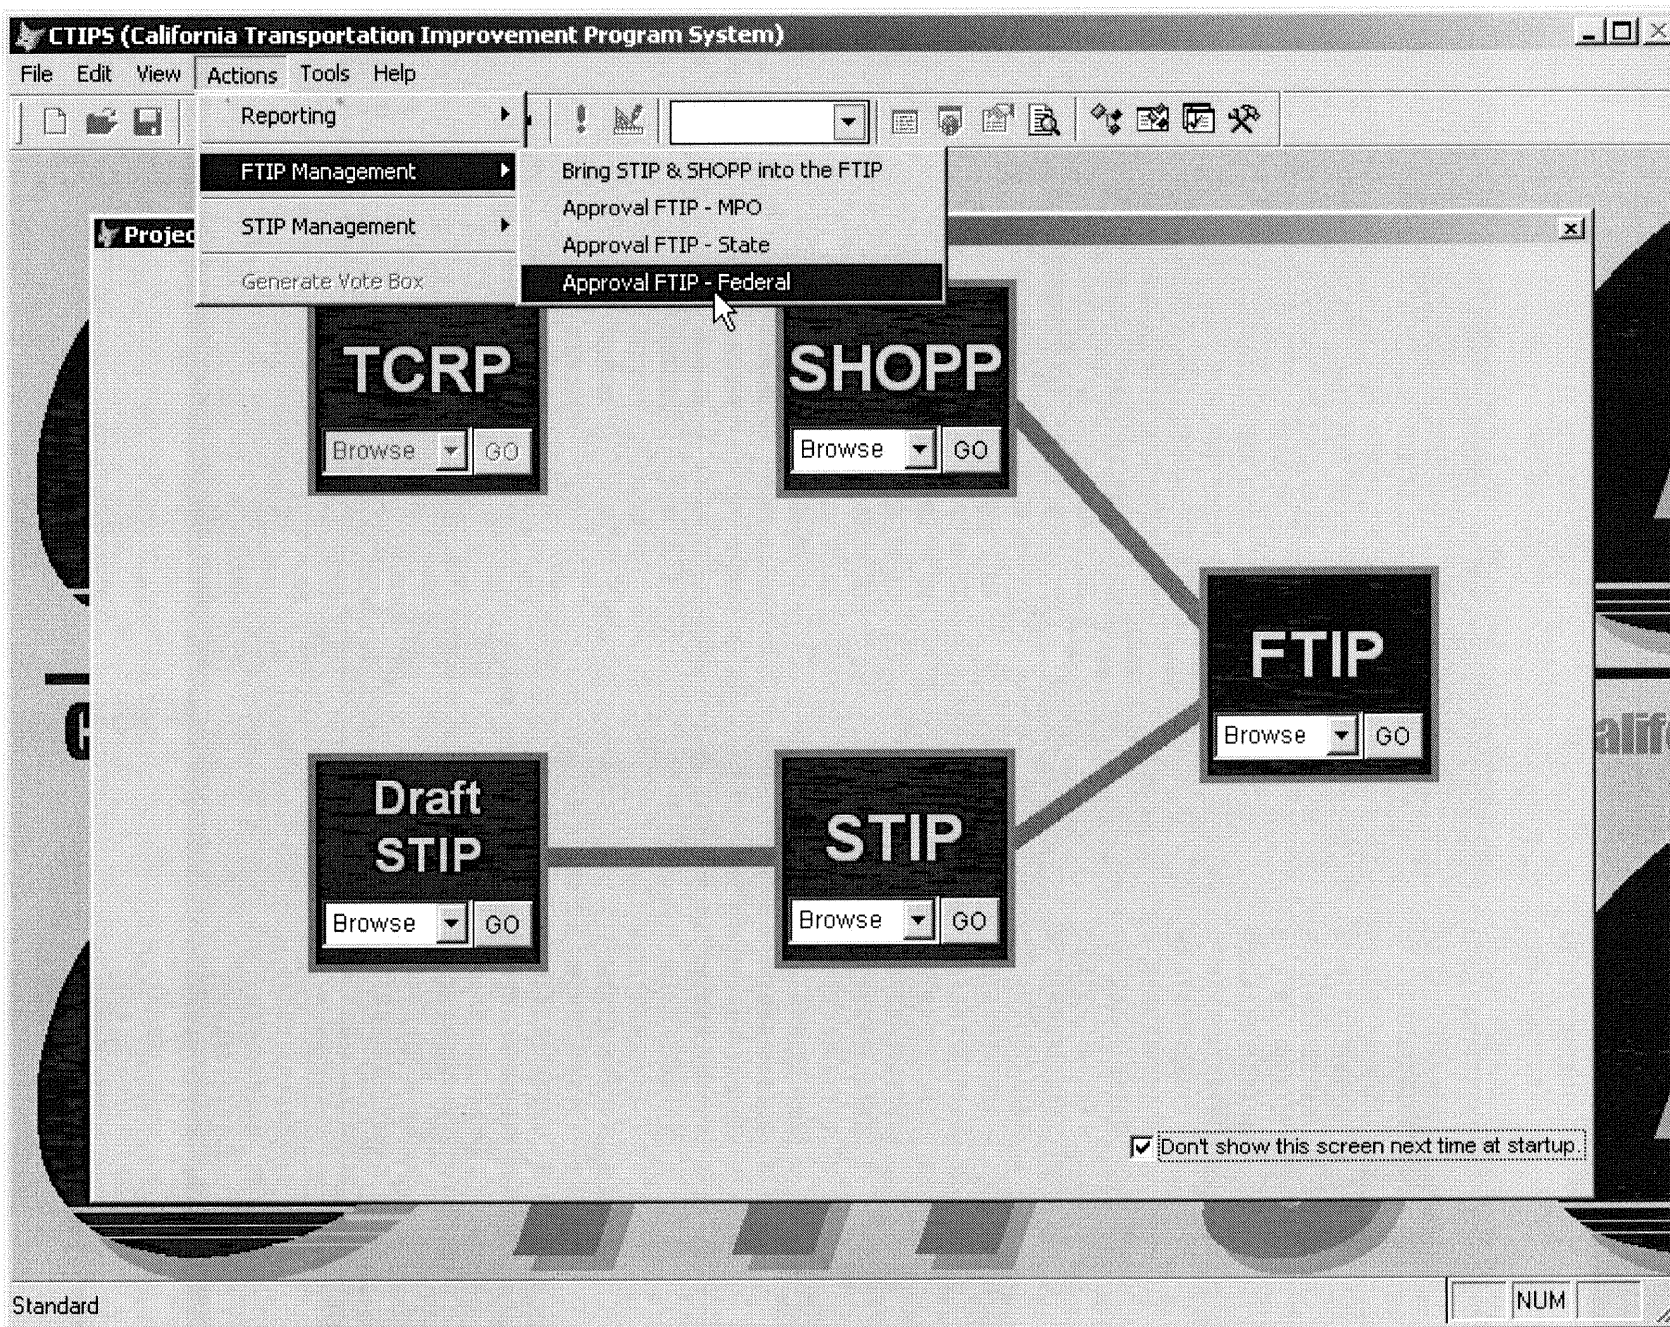 CTIPS (California Transportation Improvement Program System)
File Edit View Actions Tools Help
Reporting
FTIP Management
STIP Management
Generate Vote Box
Bring STIP & SHOPP into the FTIP
Approval FTIP - MPO
Approval FTIP - State
Approval FTIP - Federal
Projec
TCRP
Browse GO
SHOPP
Browse GO
FTIP
Browse GO
Draft
STIP
Browse GO
STIP
Browse GO
alif
Don't show this screen next time at startup.
Standard
NUM